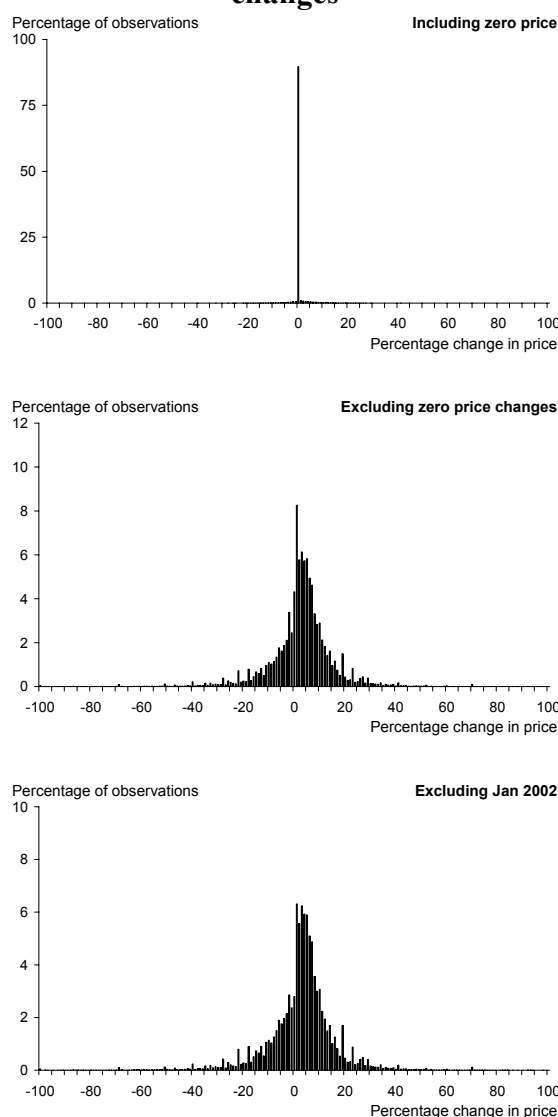 changes
Percentage of observations Including zero price
100
75
50
25
0
-100 -80 -60 -40 -20 0 20 40 60 80 100
Percentage change in price
Percentage of observations Excluding zero price changes
12
10
8
6
4
2
0
-100 -80 -60 -40 -20 0 20 40 60 80 100
Percentage change in price
Percentage of observations Excluding Jan 2002
10
8
6
4
2
0
-100 -80 -60 -40 -20 0 20 40 60 80 100
Percentage change in price